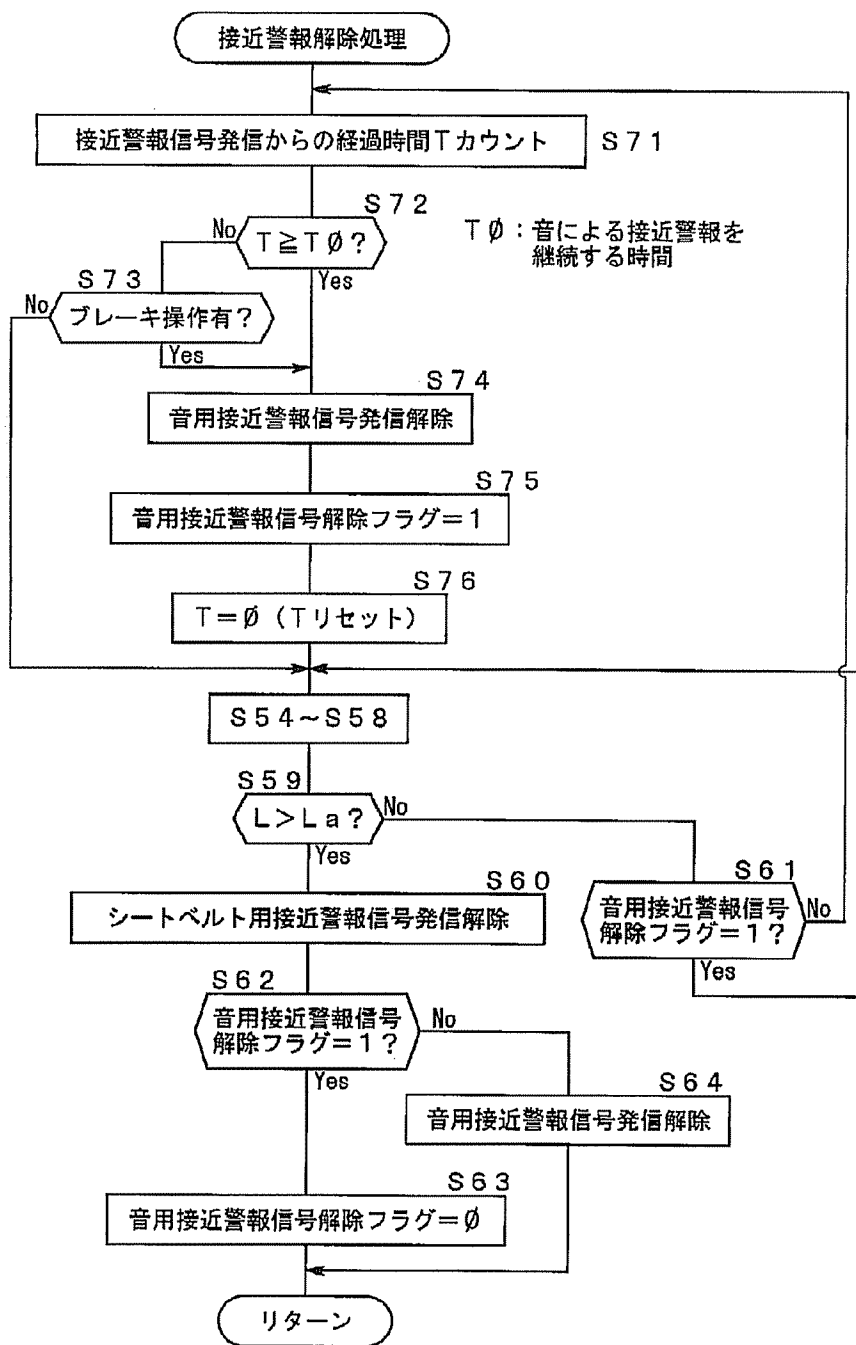 接近警報解除処理
接近警報信号発信からの経過時間Tカウント
S71
S72
T≧TØ?
No
Yes
TØ:音による接近警報を
継続する時間
S73
ブレーキ操作有?
No
Yes
S74
音用接近警報信号発信解除
S75
音用接近警報信号解除フラグ=1
S76
T=Ø(Tリセット)
S54~S58
S59
L>La?
No
Yes
S60
シートベルト用接近警報信号発信解除
S61
音用接近警報信号
解除フラグ=1?
No
Yes
S62
音用接近警報信号
解除フラグ=1?
No
Yes
S64
音用接近警報信号発信解除
S63
音用接近警報信号解除フラグ=Ø
リターン